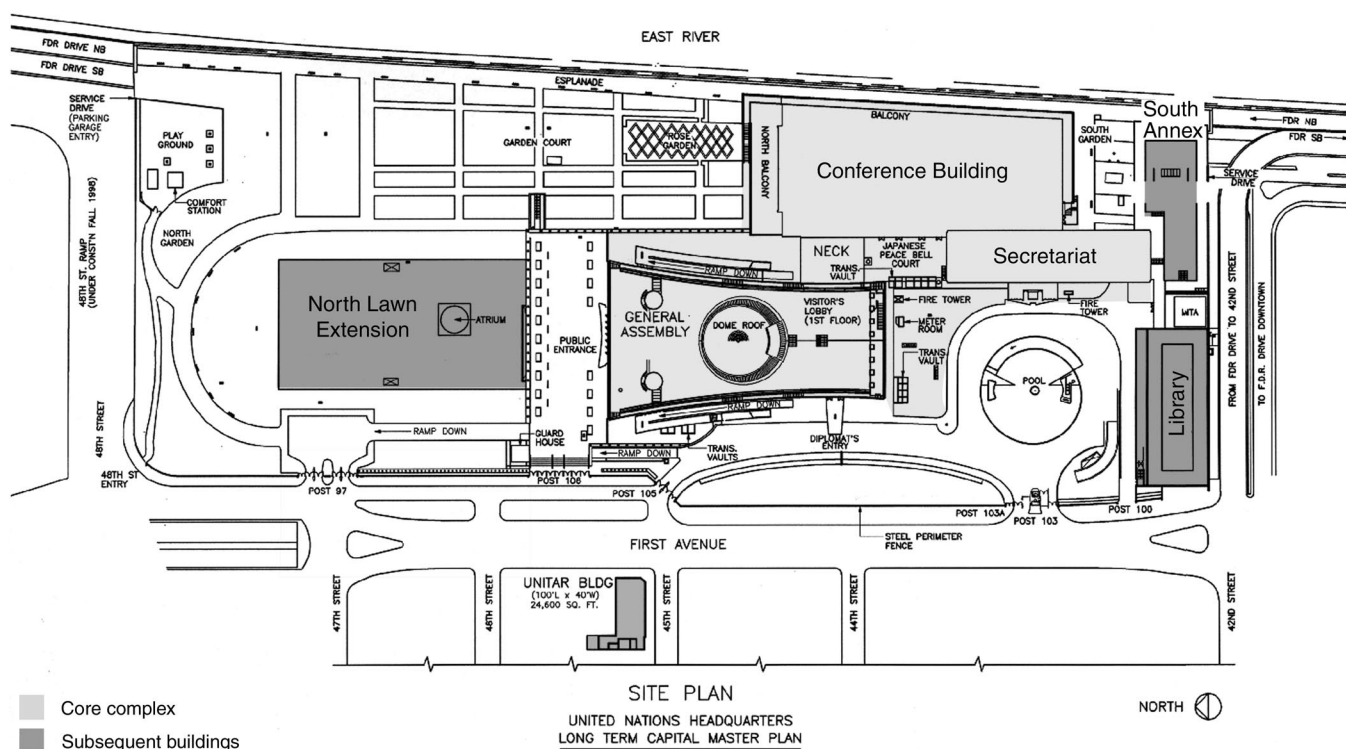 EAST RIVER
FDR DRIVE NB
FDR DRIVE SB
ESPLANADE
SERVICE
DRIVE
(PARKING
GARAGE
ENTRY)
PLAY
GROUND
GARDEN COURT
ROSE
GARDEN
NORTH BALCONY
BALCONY
Conference Building
SOUTH
GARDEN
South
Annex
FDR NB
FDR SB
SERVICE
DRIVE
COMFORT
STATION
NORTH
GARDEN
48TH ST. RAMP
(UNDER CONST'N FALL 1998)
NECK
JAPANESE
PEACE BELL
COURT
TRANS.
VAULT
Secretariat
RAMP DOWN
North Lawn
Extension
ATRIUM
PUBLIC
ENTRANCE
GENERAL
ASSEMBLY
DOME ROOF
VISITOR'S
LOBBY
(1ST FLOOR)
FIRE TOWER
METER
ROOM
TRANS.
VAULT
FIRE
TOWER
MTA
POOL
Library
FROM FDR DRIVE TO 42ND STREET
TO F.D.R. DRIVE DOWNTOWN
48TH STREET
RAMP DOWN
RAMP DOWN
GUARD
HOUSE
RAMP DOWN
TRANS.
VAULTS
DIPLOMAT'S
ENTRY
48TH ST
ENTRY
POST 97
POST 106
POST 105
POST 103A
POST 103
POST 100
STEEL PERIMETER
FENCE
FIRST AVENUE
47TH STREET
48TH STREET
UNITAR BLDG
(100'L x 40'W)
24,600 SQ. FT.
45TH STREET
44TH STREET
42ND STREET
SITE PLAN
UNITED NATIONS HEADQUARTERS
LONG TERM CAPITAL MASTER PLAN
NORTH
Core complex
Subsequent buildings